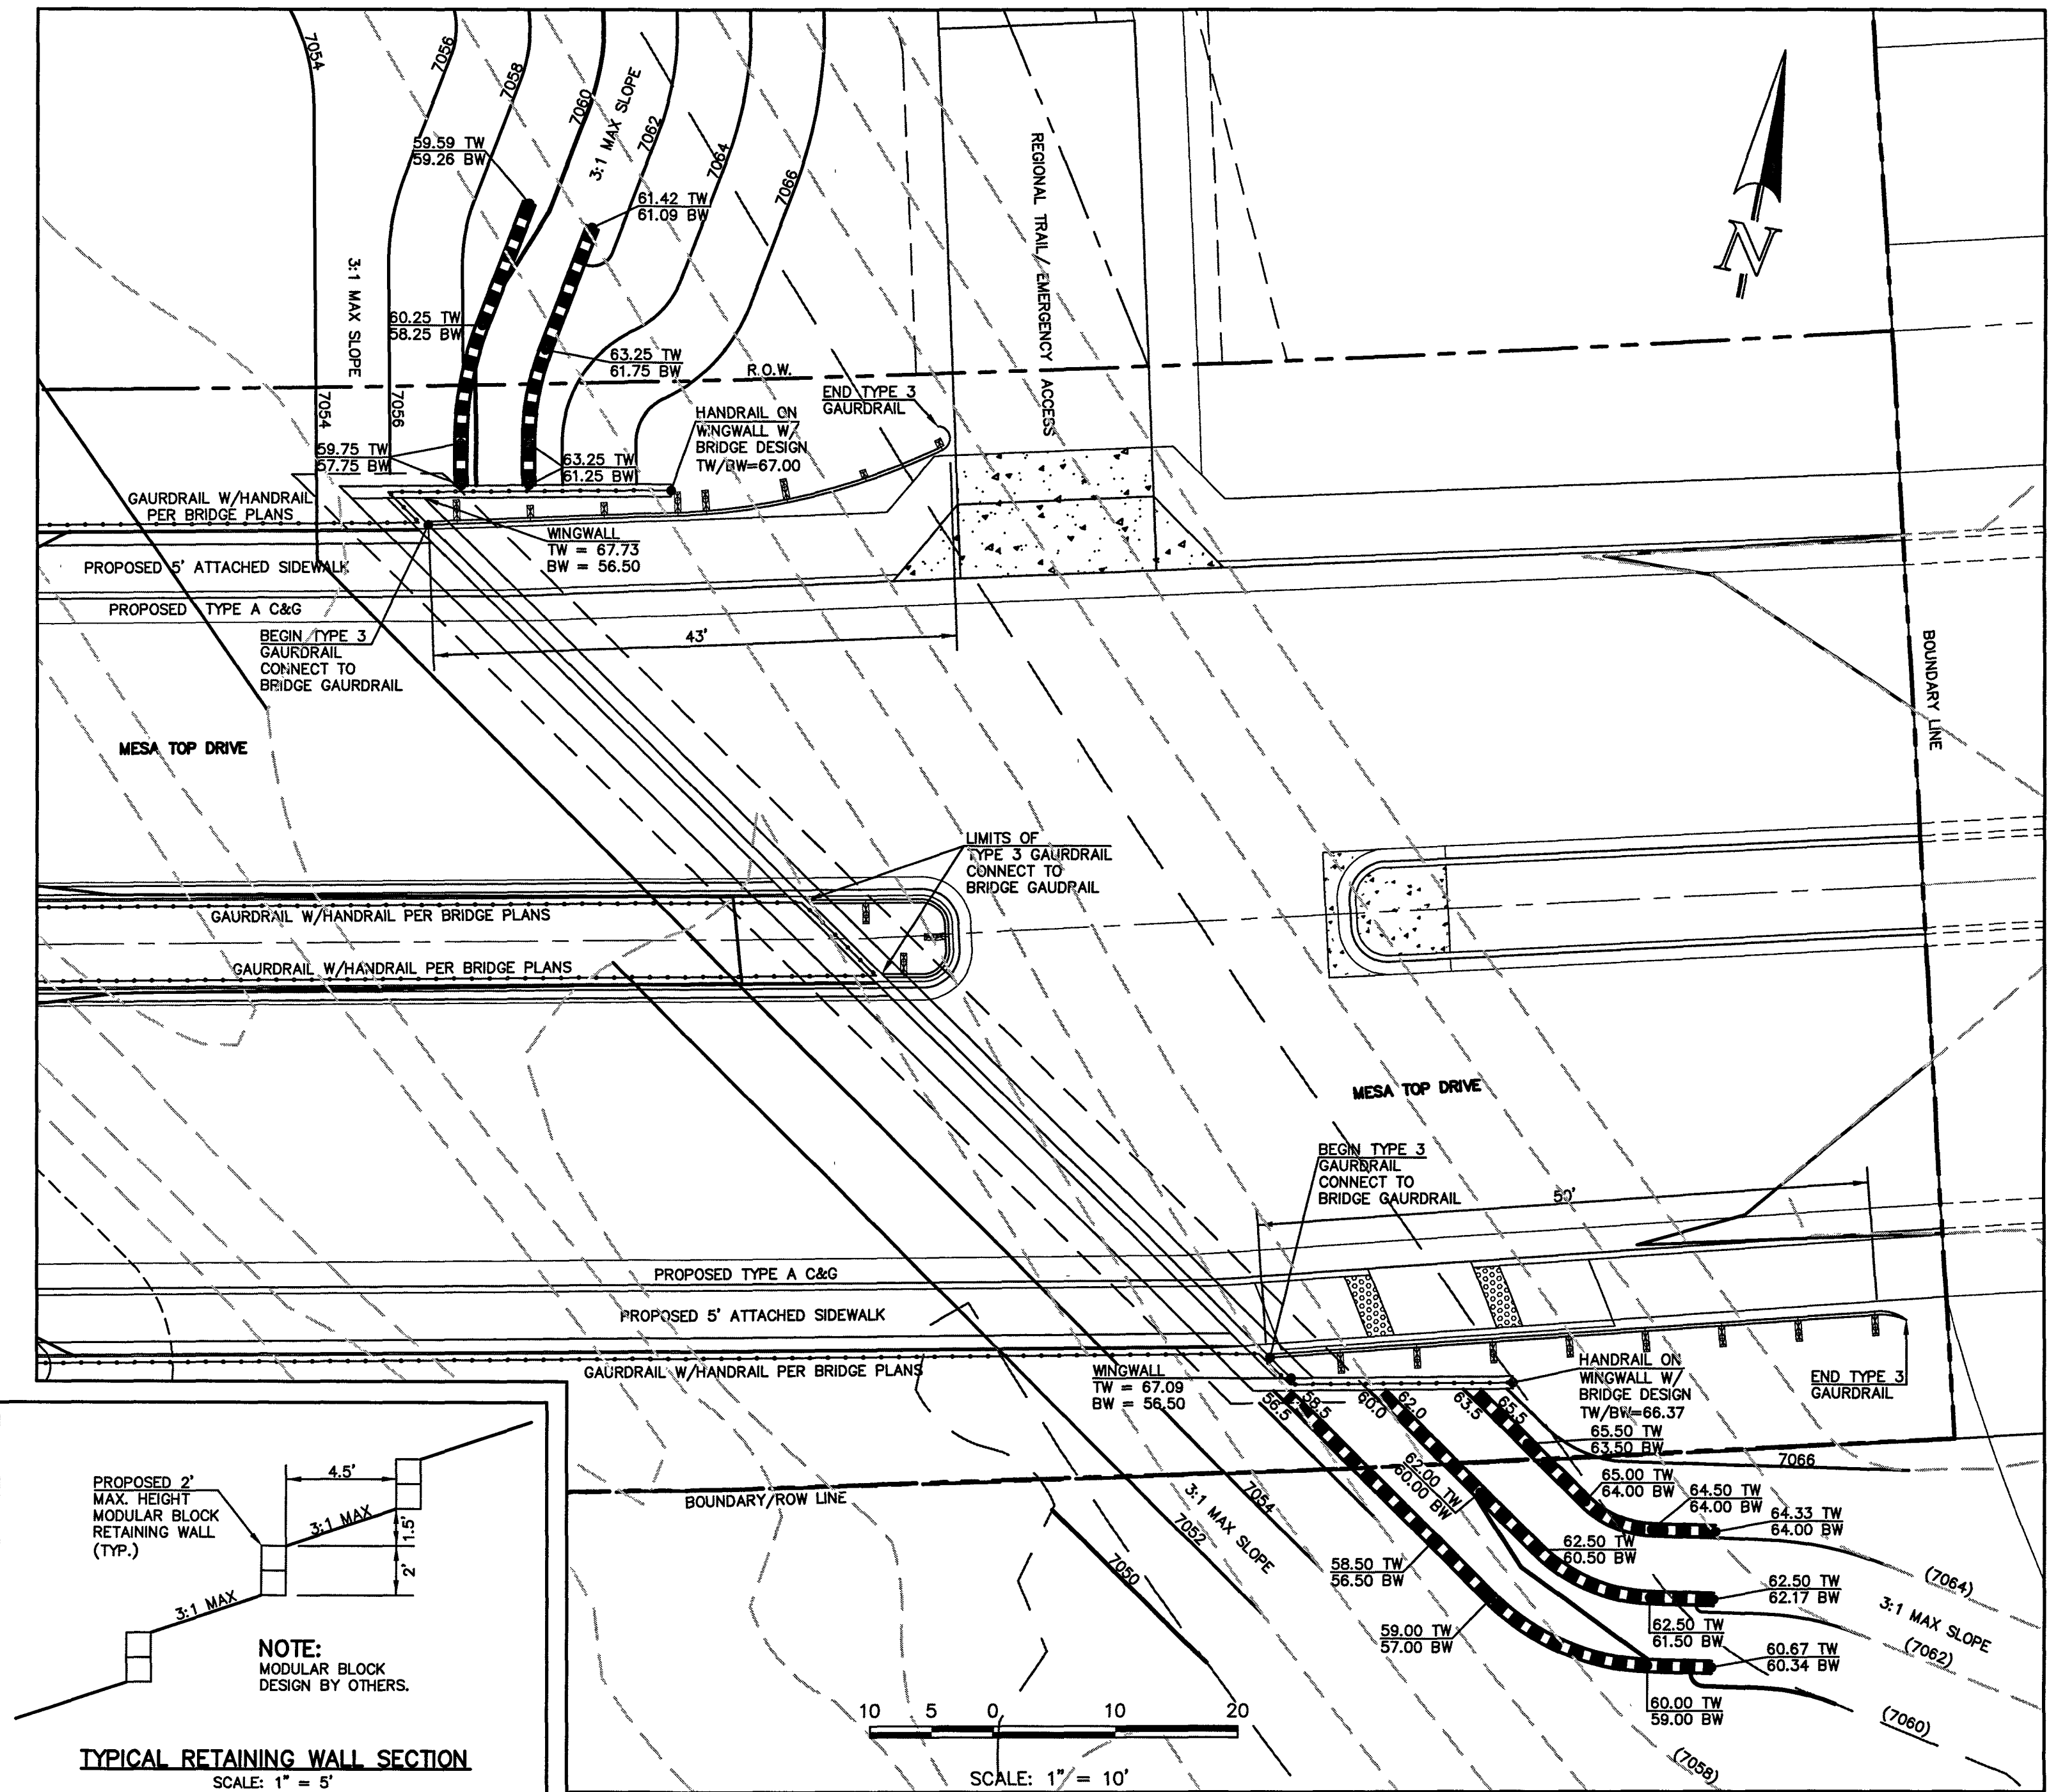 7054
7056
7058
7060
3:1 MAX SLOPE
7062
7064
7066
59.59 TW
59.26 BW
61.42 TW
61.09 BW
REGIONAL TRAIL/ EMERGENCY ACCESS
N
3:1 MAX SLOPE
60.25 TW
58.25 BW
63.25 TW
61.75 BW
R.O.W.
7054
7056
END TYPE 3
GAURDRAIL
HANDRAIL ON
WINGWALL W/
BRIDGE DESIGN
TW/BW=67.00
59.75 TW
57.75 BW
63.25 TW
61.25 BW
GAURDRAIL W/HANDRAIL
PER BRIDGE PLANS
WINGWALL
TW = 67.73
BW = 56.50
PROPOSED 5' ATTACHED SIDEWALK
PROPOSED TYPE A C&G
BEGIN TYPE 3
GAURDRAIL
CONNECT TO
BRIDGE GAURDRAIL
43'
BOUNDARY LINE
MESA TOP DRIVE
LIMITS OF
TYPE 3 GAURDRAIL
CONNECT TO
BRIDGE GAUDRAIL
GAURDRAIL W/HANDRAIL PER BRIDGE PLANS
GAURDRAIL W/HANDRAIL PER BRIDGE PLANS
MESA TOP DRIVE
BEGIN TYPE 3
GAURDRAIL
CONNECT TO
BRIDGE GAURDRAIL
50'
PROPOSED TYPE A C&G
PROPOSED 5' ATTACHED SIDEWALK
GAURDRAIL W/HANDRAIL PER BRIDGE PLANS
WINGWALL
TW = 67.09
BW = 56.50
HANDRAIL ON
WINGWALL W/
BRIDGE DESIGN
TW/BW=66.37
END TYPE 3
GAURDRAIL
56.5
58.5
60.0
62.0
63.5
65.5
65.50 TW
63.50 BW
7066
BOUNDARY/ROW LINE
3:1 MAX SLOPE
7054
7052
7050
62.00 TW
60.00 BW
65.00 TW
64.00 BW
64.50 TW
64.00 BW
64.33 TW
64.00 BW
62.50 TW
60.50 BW
58.50 TW
56.50 BW
62.50 TW
62.17 BW
(7064)
3:1 MAX SLOPE
(7062)
59.00 TW
57.00 BW
62.50 TW
61.50 BW
60.67 TW
60.34 BW
60.00 TW
59.00 BW
(7060)
(7058)
10 5 0 10 20
SCALE: 1" = 10'
PROPOSED 2'
MAX. HEIGHT
MODULAR BLOCK
RETAINING WALL
(TYP.)
4.5'
3:1 MAX
1.5'
2'
3:1 MAX
NOTE:
MODULAR BLOCK
DESIGN BY OTHERS.
TYPICAL RETAINING WALL SECTION
SCALE: 1" = 5'